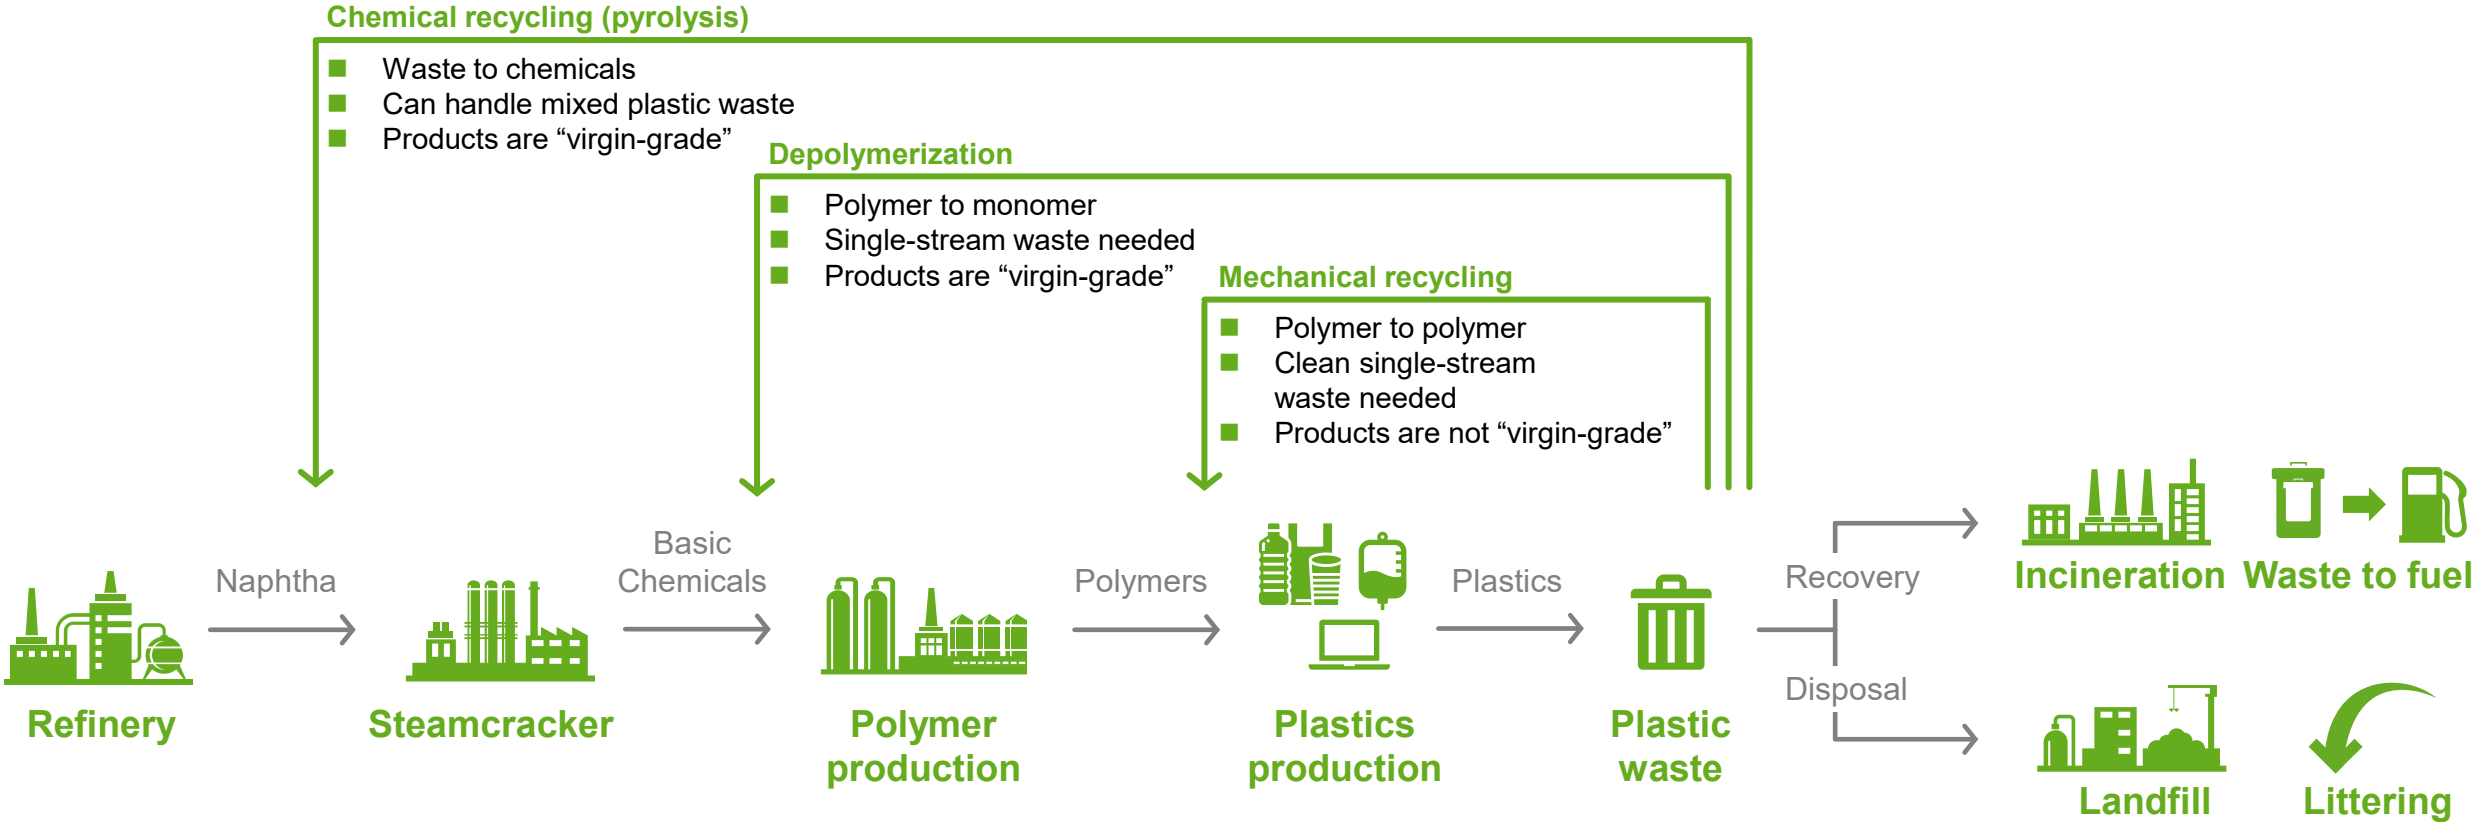 Chemical recycling (pyrolysis)
Waste to chemicals
Can handle mixed plastic waste
Products are “virgin-grade”
Depolymerization
Polymer to monomer
Single-stream waste needed
Products are “virgin-grade”
Mechanical recycling
Polymer to polymer
Clean single-stream
waste needed
Products are not “virgin-grade”
Refinery
Naphtha
Steamcracker
Basic
Chemicals
Polymer
production
Polymers
Plastics
production
Plastics
Plastic
waste
Recovery
Incineration
Waste to fuel
Disposal
Landfill
Littering